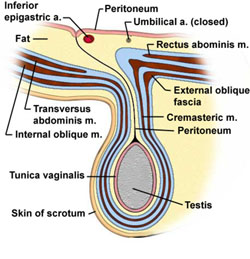 Inferior
epigastric a.
Peritoneum
Umbilical a. (closed)
Fat
Rectus abominis m.
External oblique
fascia
Transversus
abdominis m.
Internal oblique m.
Cremasteric m.
Peritoneum
Tunica vaginalis
Skin of scrotum
Testis